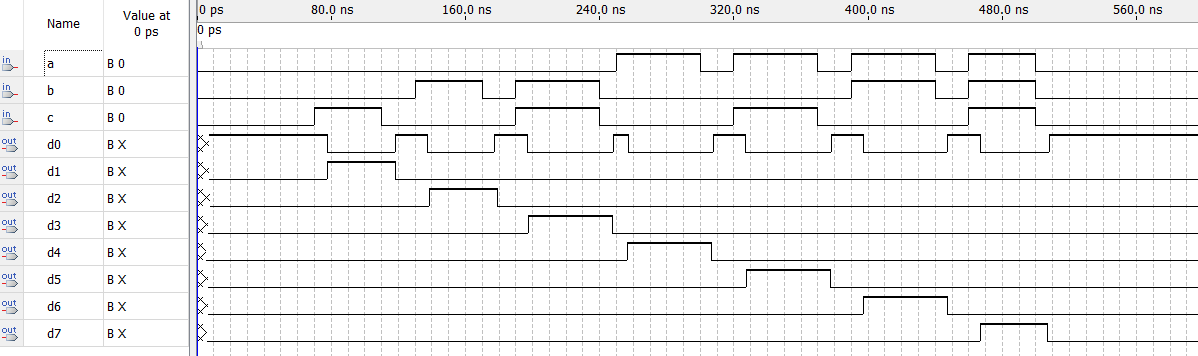 Name
Value at
0 ps
0 ps
80.0 ns
160.0 ns
240.0 ns
320.0 ns
400.0 ns
480.0 ns
560.0 ns
0 ps
in
a
B 0
in
b
B 0
in
c
B 0
out
d0
B X
out
d1
B X
out
d2
B X
out
d3
B X
out
d4
B X
out
d5
B X
out
d6
B X
out
d7
B X